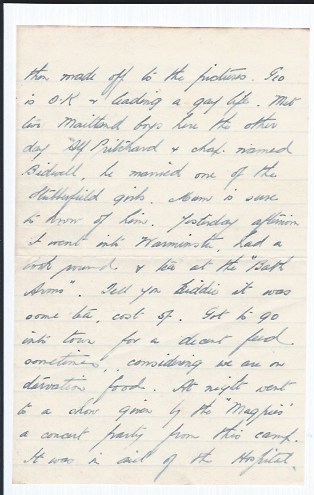 then made off to the pictures. Geo
is O.K & leading a gay life. Met
two Maitland boys here the other
day "Alf Pritchard & chap named
Bidwell, he married one of the
Stubbfield girls. Mum is sure
to know of him. Yesterday afternoon
I went into Warminster, had a
look round & tea at the "Bath
Arms". Tell you it was
some tea, cost 5/-. Got to go
into town for a decent feed
sometimes, considering we are on
starvation food. At night went
to a show given by the "Magpies"
a concert party from this camp.
It was in aid of the Hospital.